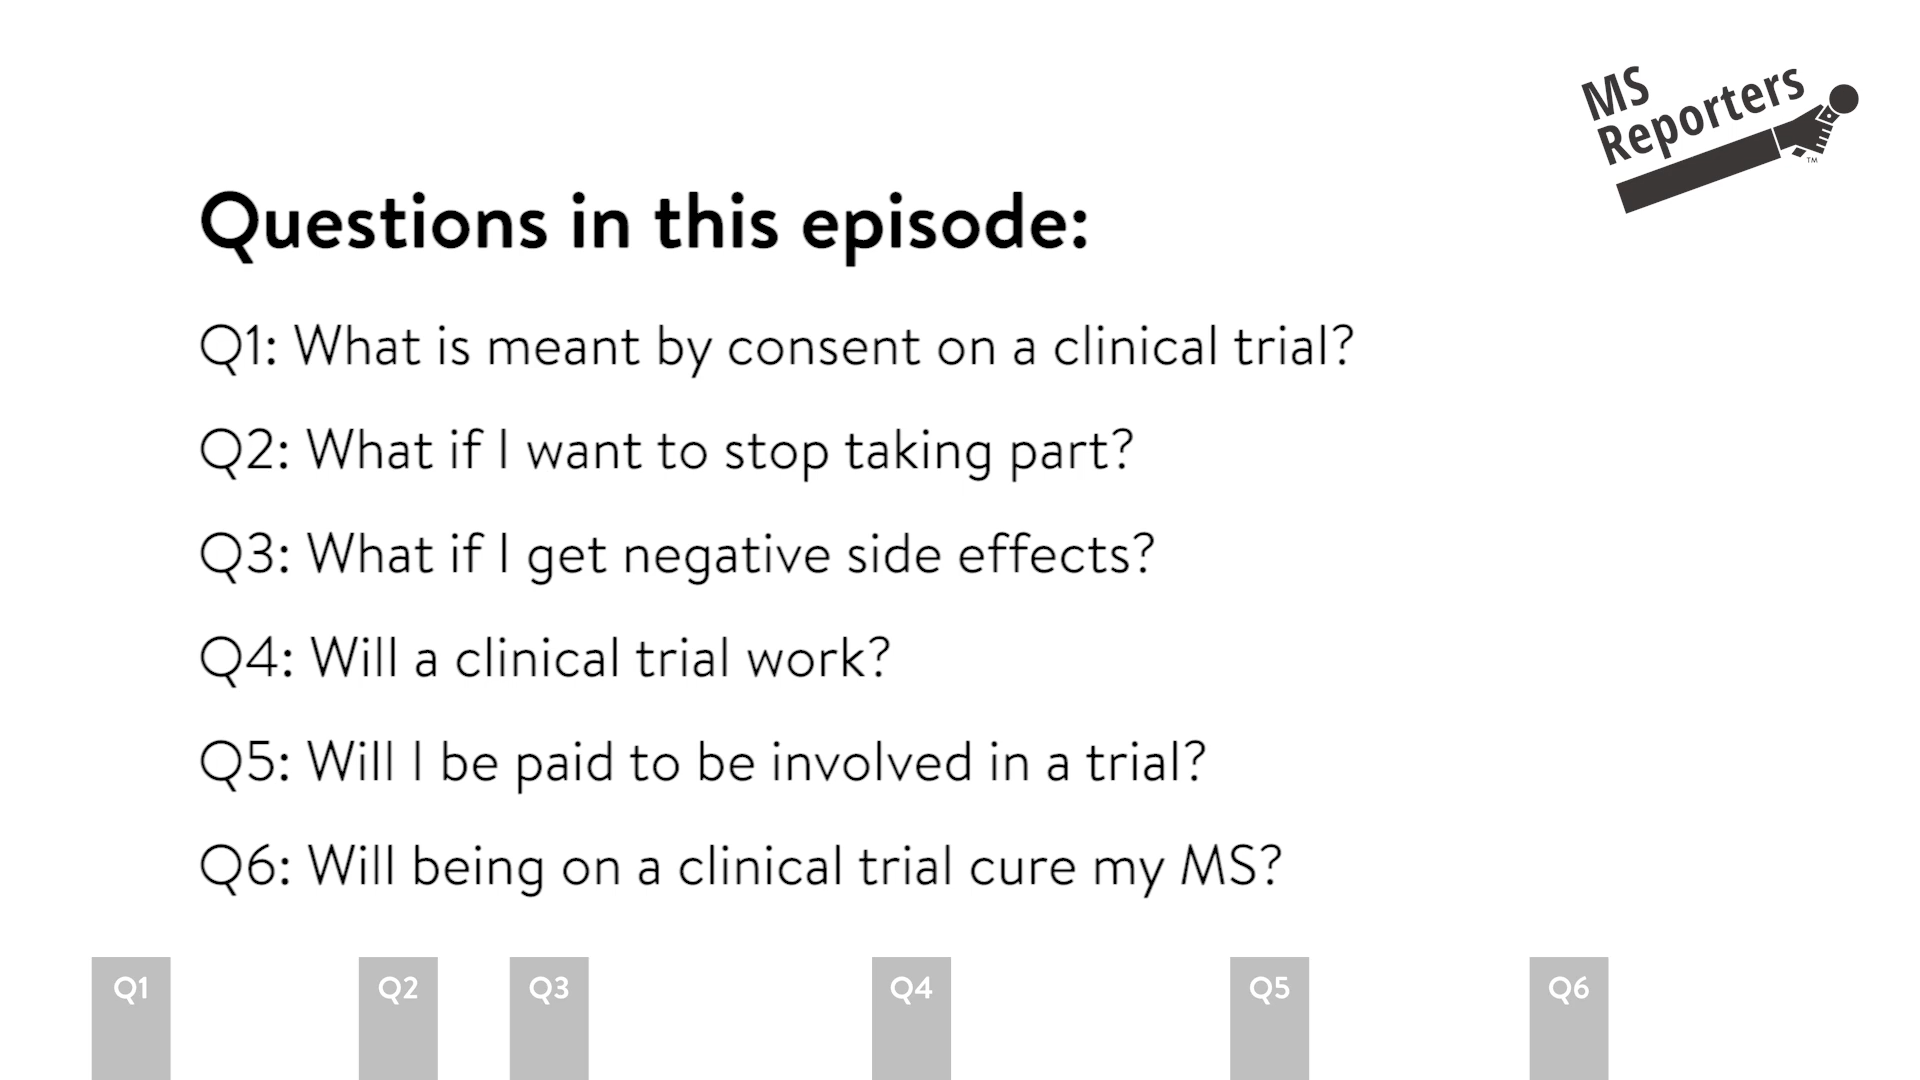 MS
Reporters
TM
Questions in this episode:
Q1: What is meant by consent on a clinical trial?
Q2: What if I want to stop taking part?
Q3: What if I get negative side effects?
Q4: Will a clinical trial work?
Q5: Will I be paid to be involved in a trial?
Q6: Will being on a clinical trial cure my MS?
Q1 Q2 Q3 Q4 Q5 Q6